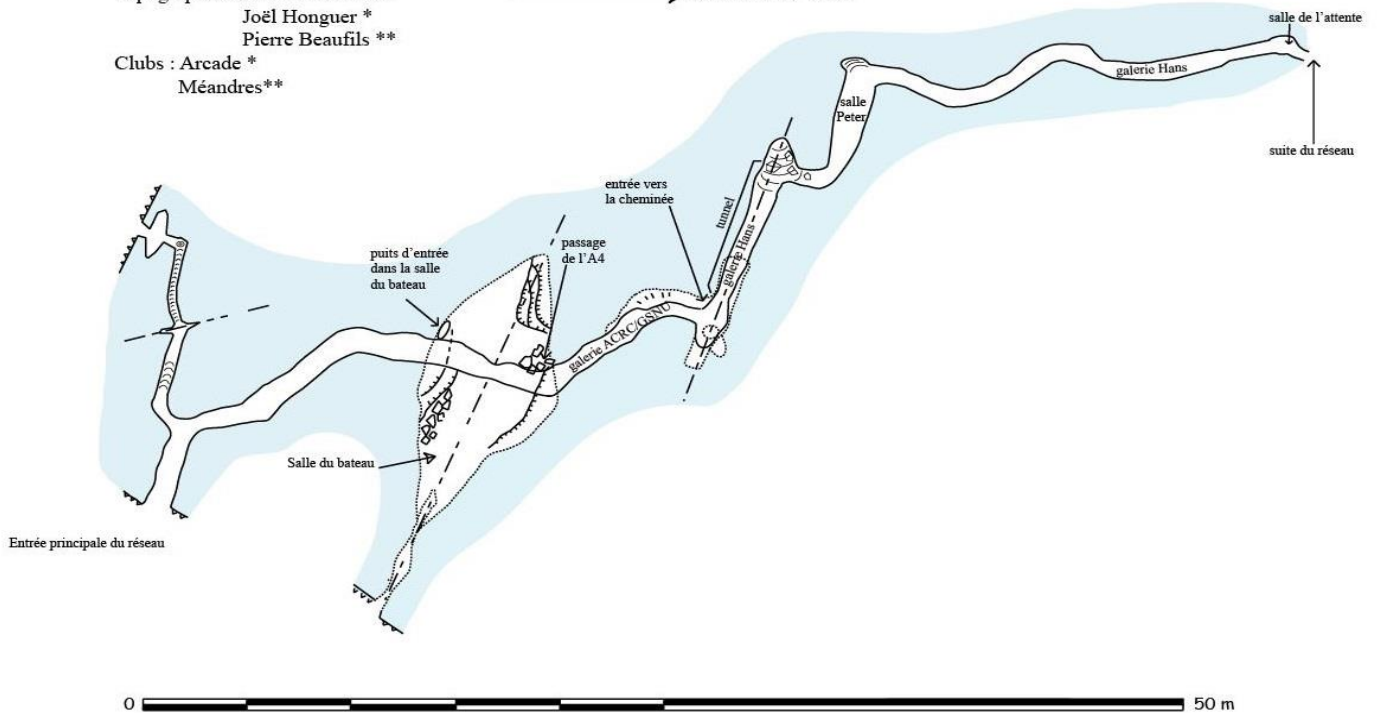 Joël Honguer *
Pierre Beaufils **
Clubs : Arcade *
Méandres**
salle de l'attente
galerie Hans
salle
Peter
suite du réseau
entrée vers
la cheminée
tunnel
galerie Hans
puits d'entrée
dans la salle
du bateau
passage
de l'A4
galerie ACRC/GSNU
Salle du bateau
Entrée principale du réseau
0
50 m